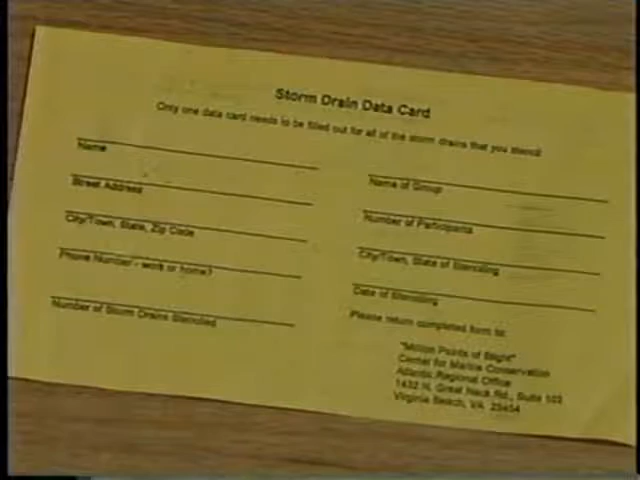 Storm Drain Data Card
Only one data card needs to be filled out for all of the storm drains that you stencil
Name
Street Address
City/Town, State, Zip Code
Phone Number - work or home?
Number of Storm Drains Stenciled
Name of Group
Number of Participants
City/Town, State of Stenciling
Date of Stenciling
Please return completed form to:
"Million Points of Blight"
Center for Marine Conservation
Atlantic Regional Office
1432 N. Great Neck Rd., Suite 103
Virginia Beach, VA 23454